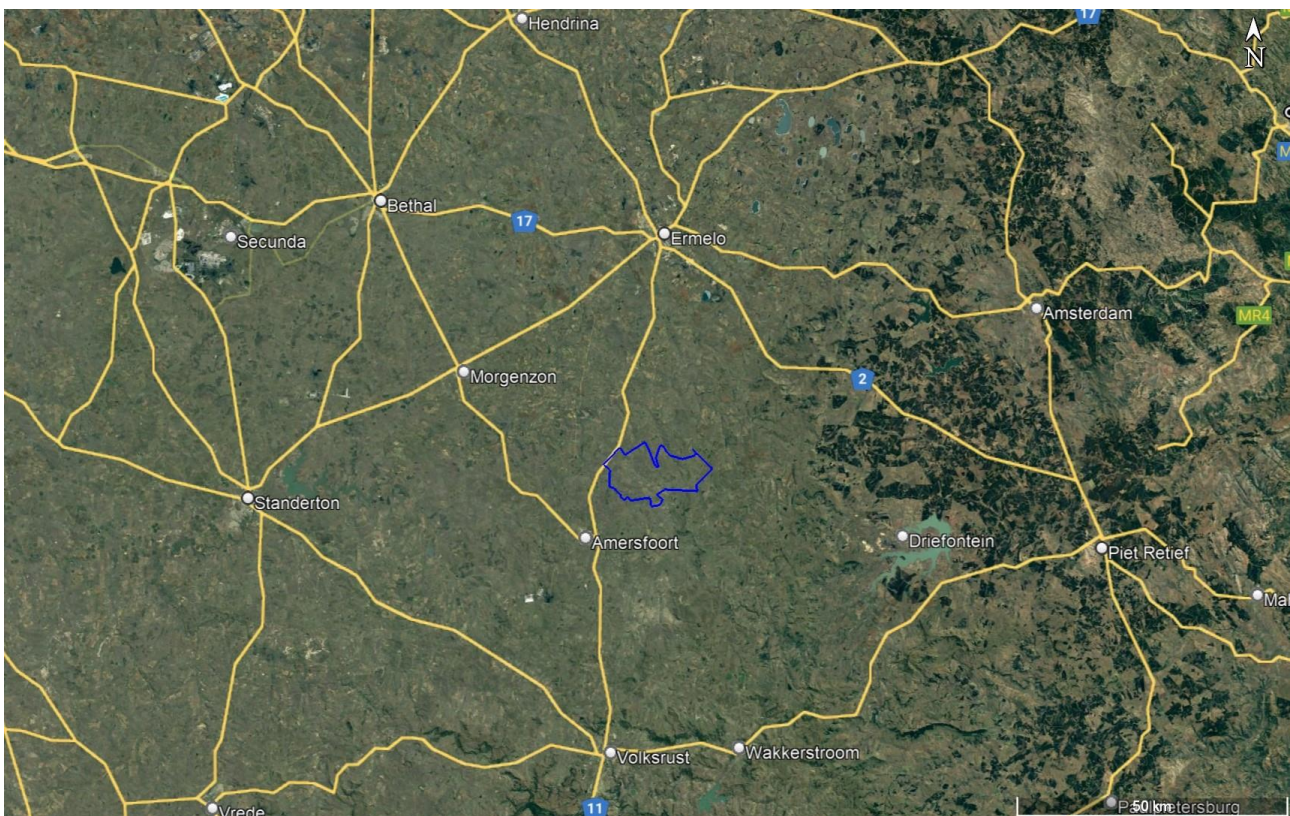 17
Hendrina
N
Bethal
17
Secunda
Ermelo
Amsterdam
MR4
Morgenzon
2
Standerton
Amersfoort
Driefontein
Piet Retief
Volksrust
Wakkerstroom
11
Vrede
50 km
Paulpietersburg